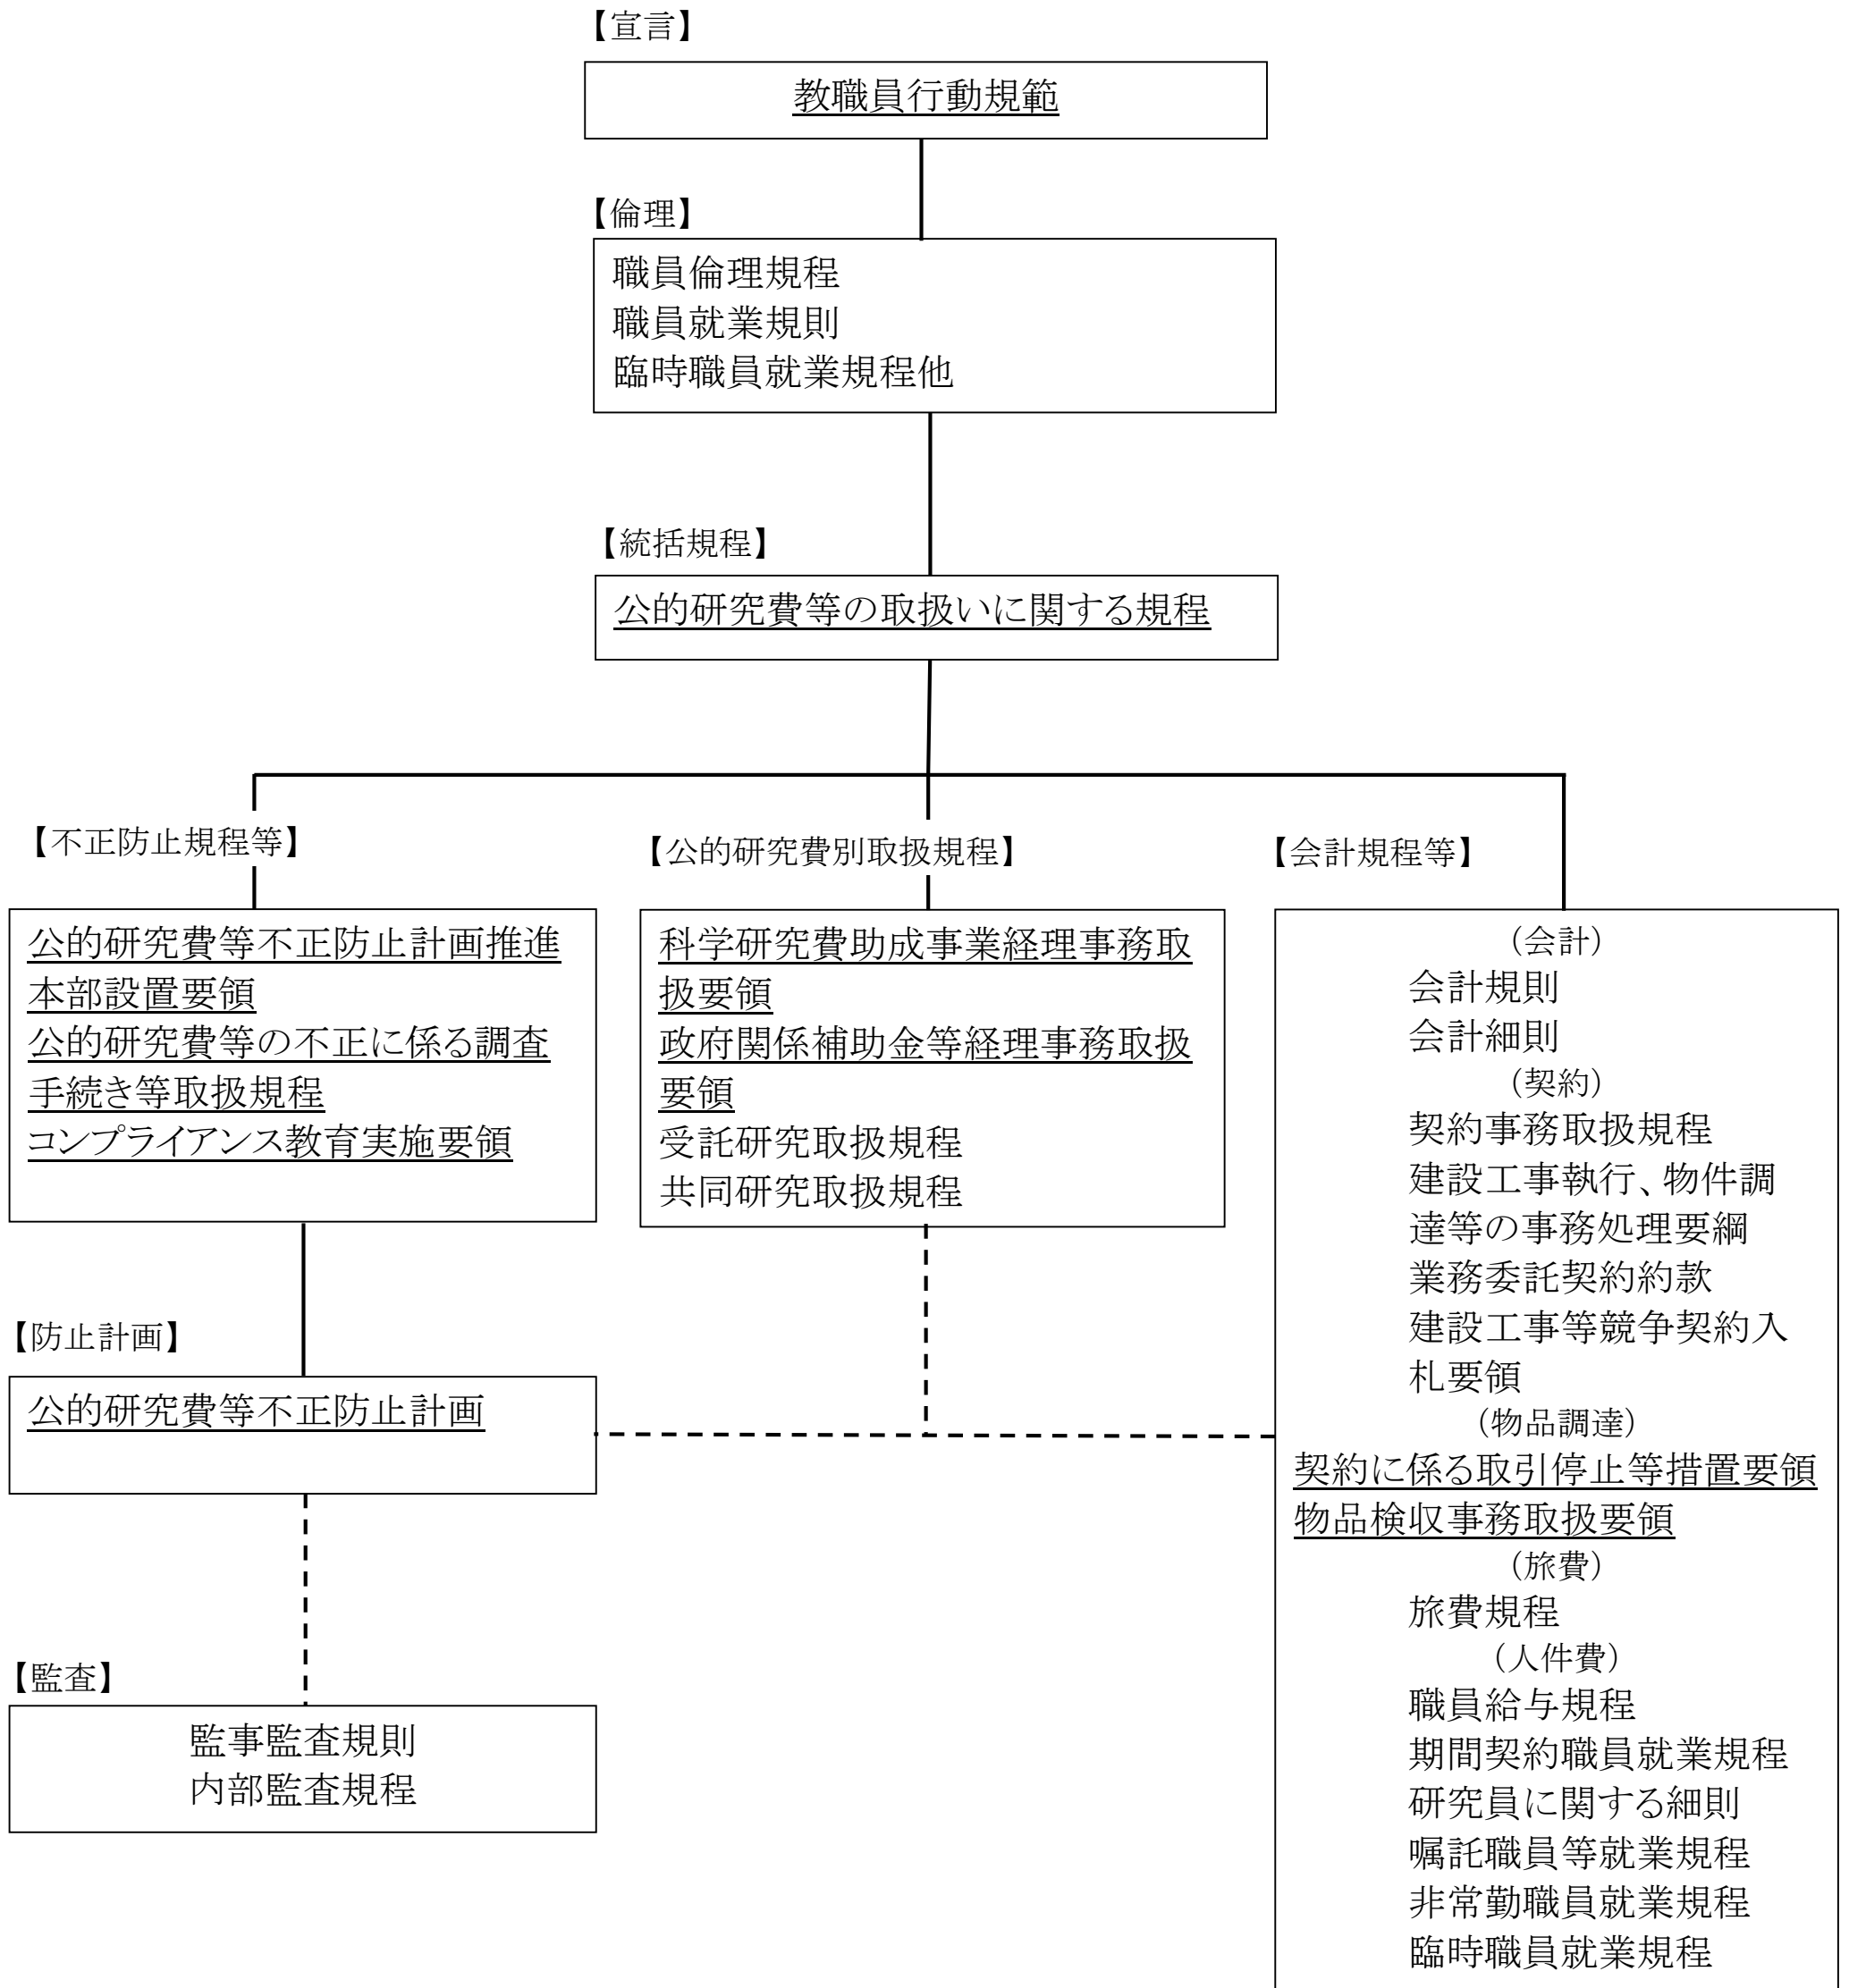 【宣言】
教職員行動規範
【倫理】
職員倫理規程
職員就業規則
臨時職員就業規程他
【統括規程】
公的研究費等の取扱いに関する規程
【不正防止規程等】
公的研究費等不正防止計画推進
本部設置要領
公的研究費等の不正に係る調査
手続き等取扱規程
コンプライアンス教育実施要領
【公的研究費別取扱規程】
科学研究費助成事業経理事務取
扱要領
政府関係補助金等経理事務取扱
要領
受託研究取扱規程
共同研究取扱規程
【会計規程等】
（会計）
会計規則
会計細則
（契約）
契約事務取扱規程
建設工事執行、物件調
達等の事務処理要綱
業務委託契約約款
建設工事等競争契約入
札要領
（物品調達）
契約に係る取引停止等措置要領
物品検収事務取扱要領
（旅費）
旅費規程
（人件費）
職員給与規程
期間契約職員就業規程
研究員に関する細則
嘱託職員等就業規程
非常勤職員就業規程
臨時職員就業規程
【防止計画】
公的研究費等不正防止計画
【監査】
監事監査規則
内部監査規程